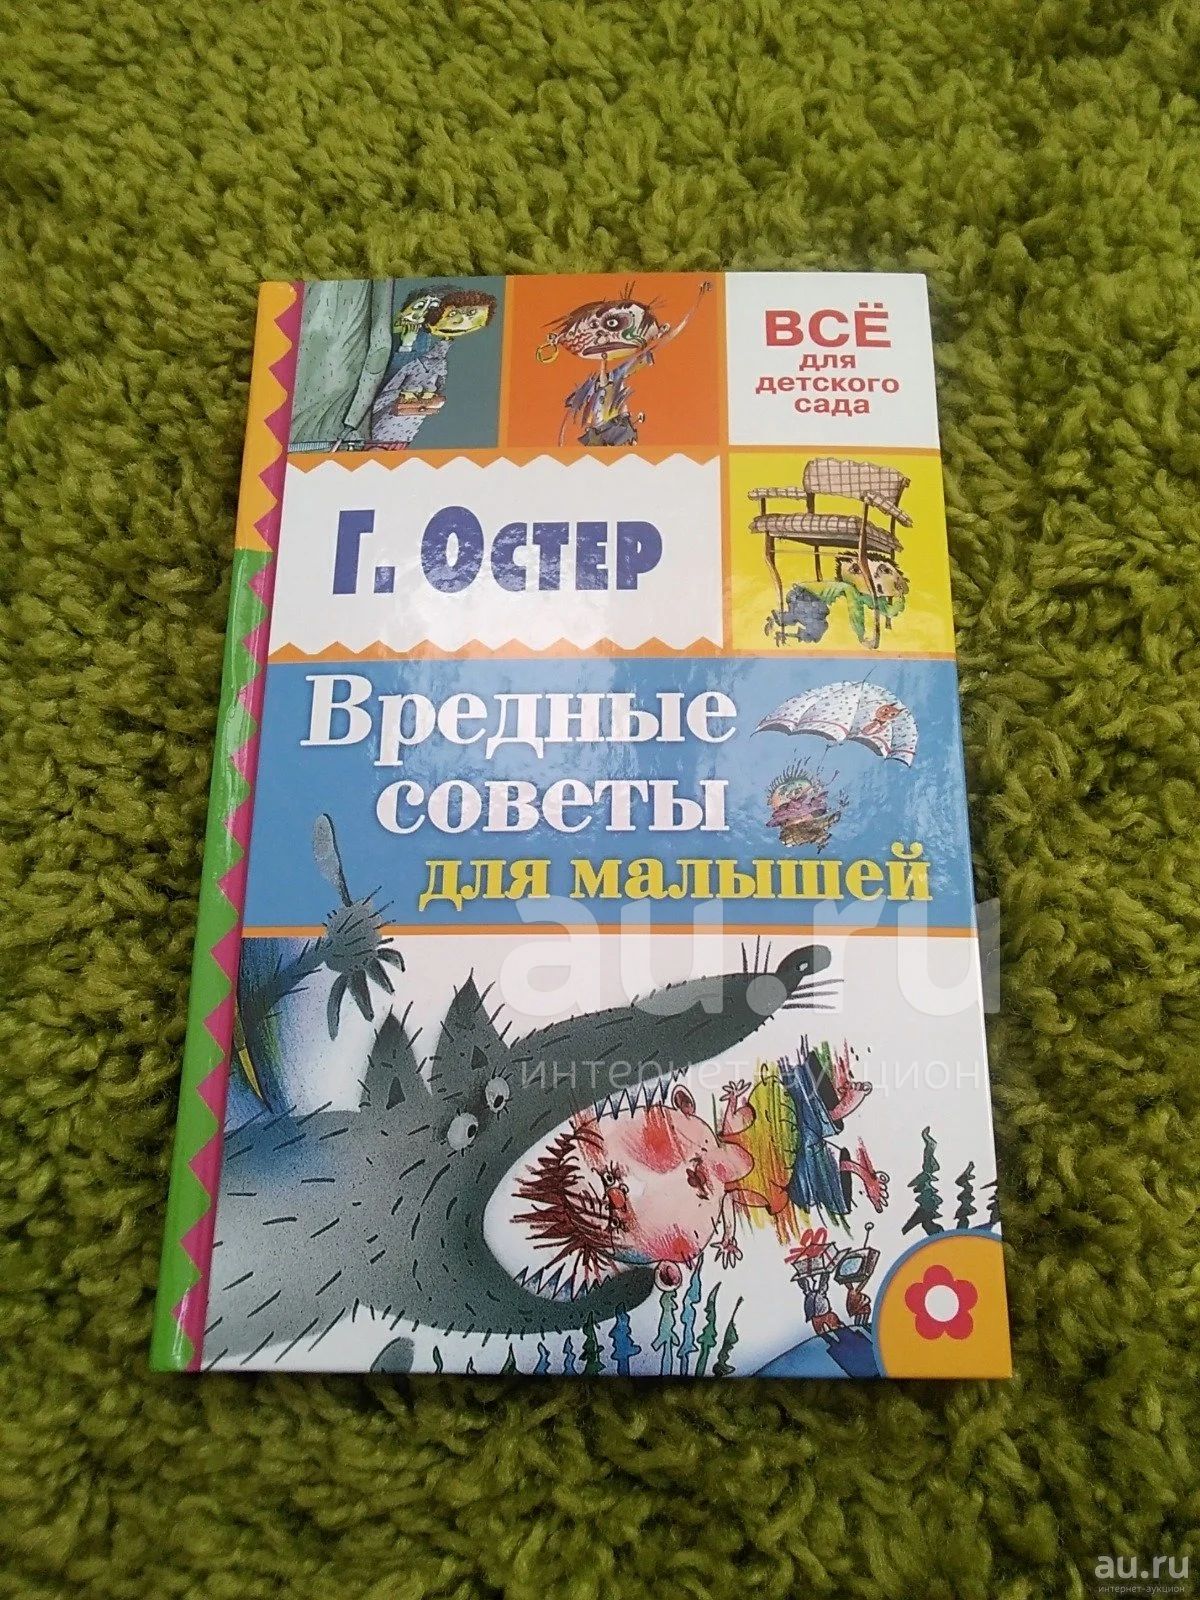 ВСЁ
для
детского
сада
Г. Остер
Вредные
советы
для малышей
au.ru
интернет-аукцион
au.ru
интернет-аукцион